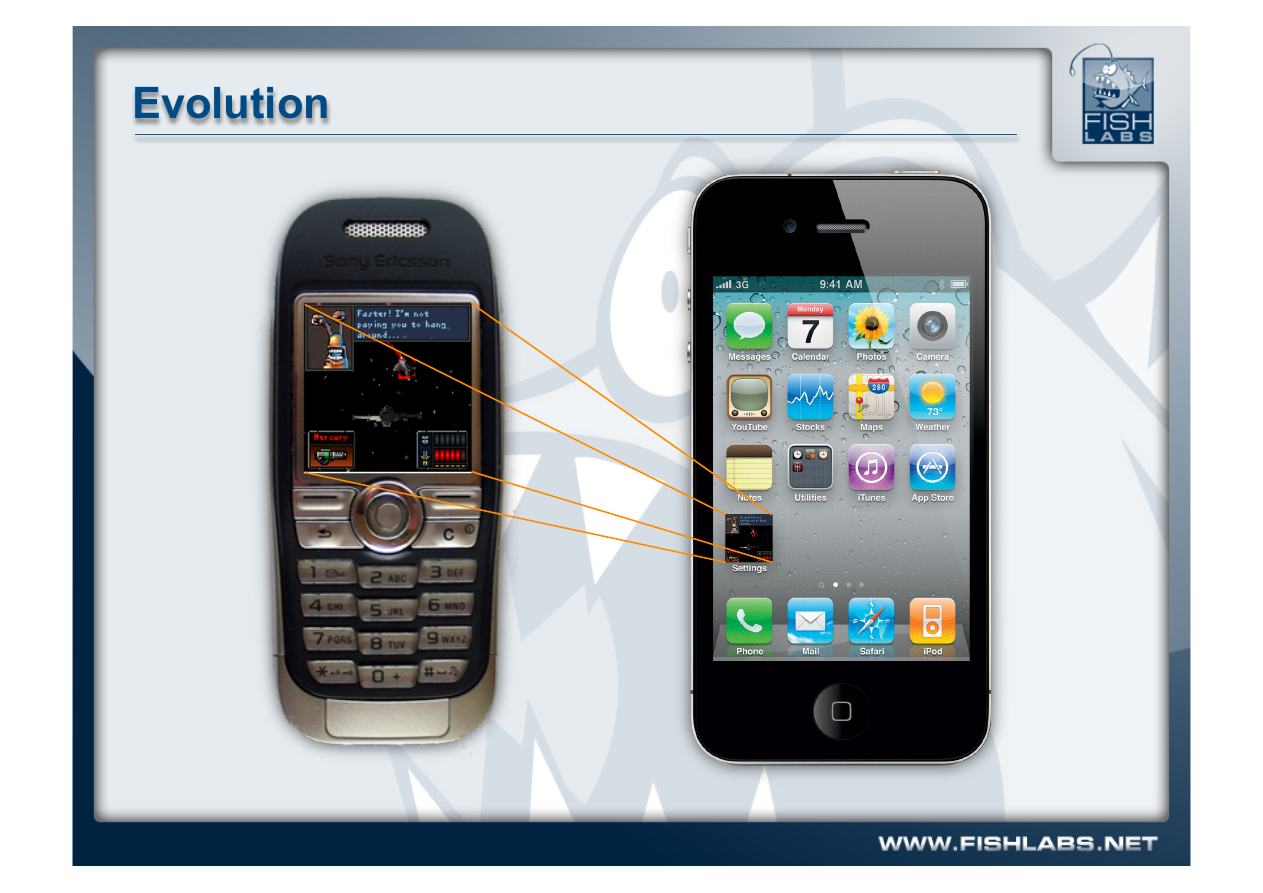 Evolution
FISH
LABS
Sony Ericsson
Faster! I'm not
paying you to hang
around...
Mercury
C
1
2 ABC
3 DEF
4 GHI
5 JKL
6 MNO
7 PQRS
8 TUV
9 WXYZ
*
0 +
#
3G
9:41 AM
Monday
7
280
73°
Messages
Calendar
Photos
Camera
YouTube
Stocks
Maps
Weather
Notes
Utilities
iTunes
App Store
Settings
Phone
Mail
Safari
iPod
WWW.FISHLABS.NET